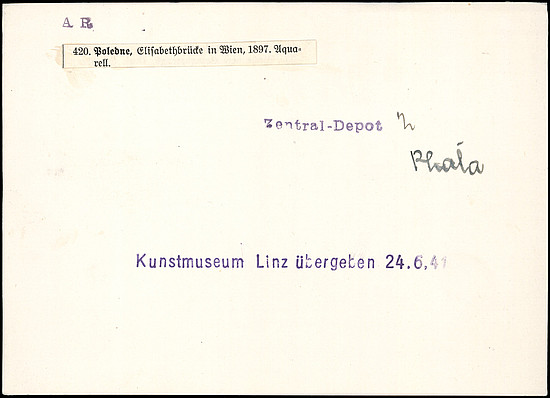 A R
420. Poledne, Elisabethbrücke in Wien, 1897. Aqua-
rell.
Zentral-Depot
Kunstmuseum Linz übergeben 24.6.41